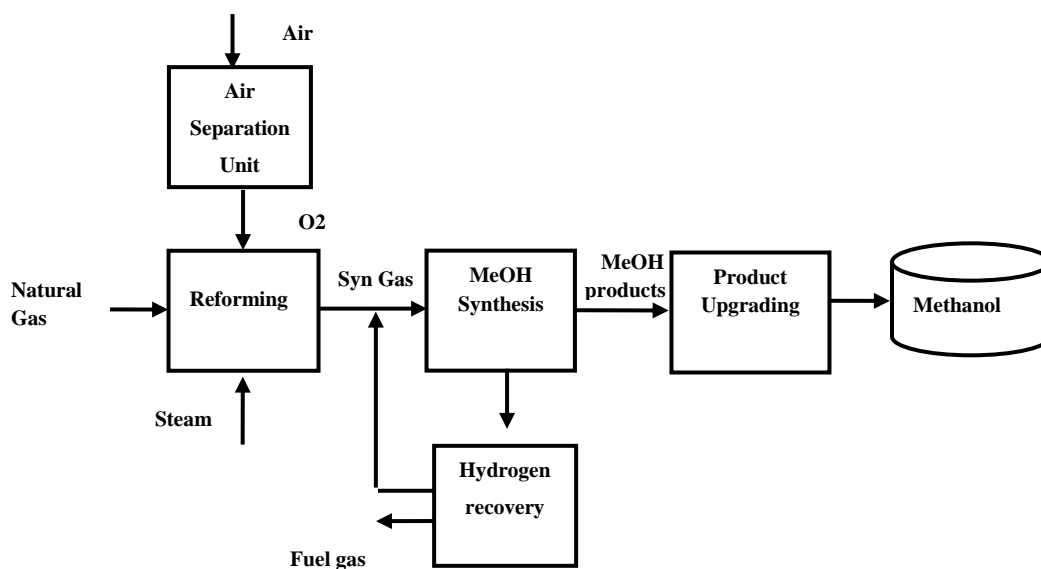 Air
Air
Separation
Unit
O2
Natural
Gas
Reforming
Steam
Syn Gas
MeOH
Synthesis
MeOH
products
Product
Upgrading
Methanol
Hydrogen
recovery
Fuel gas